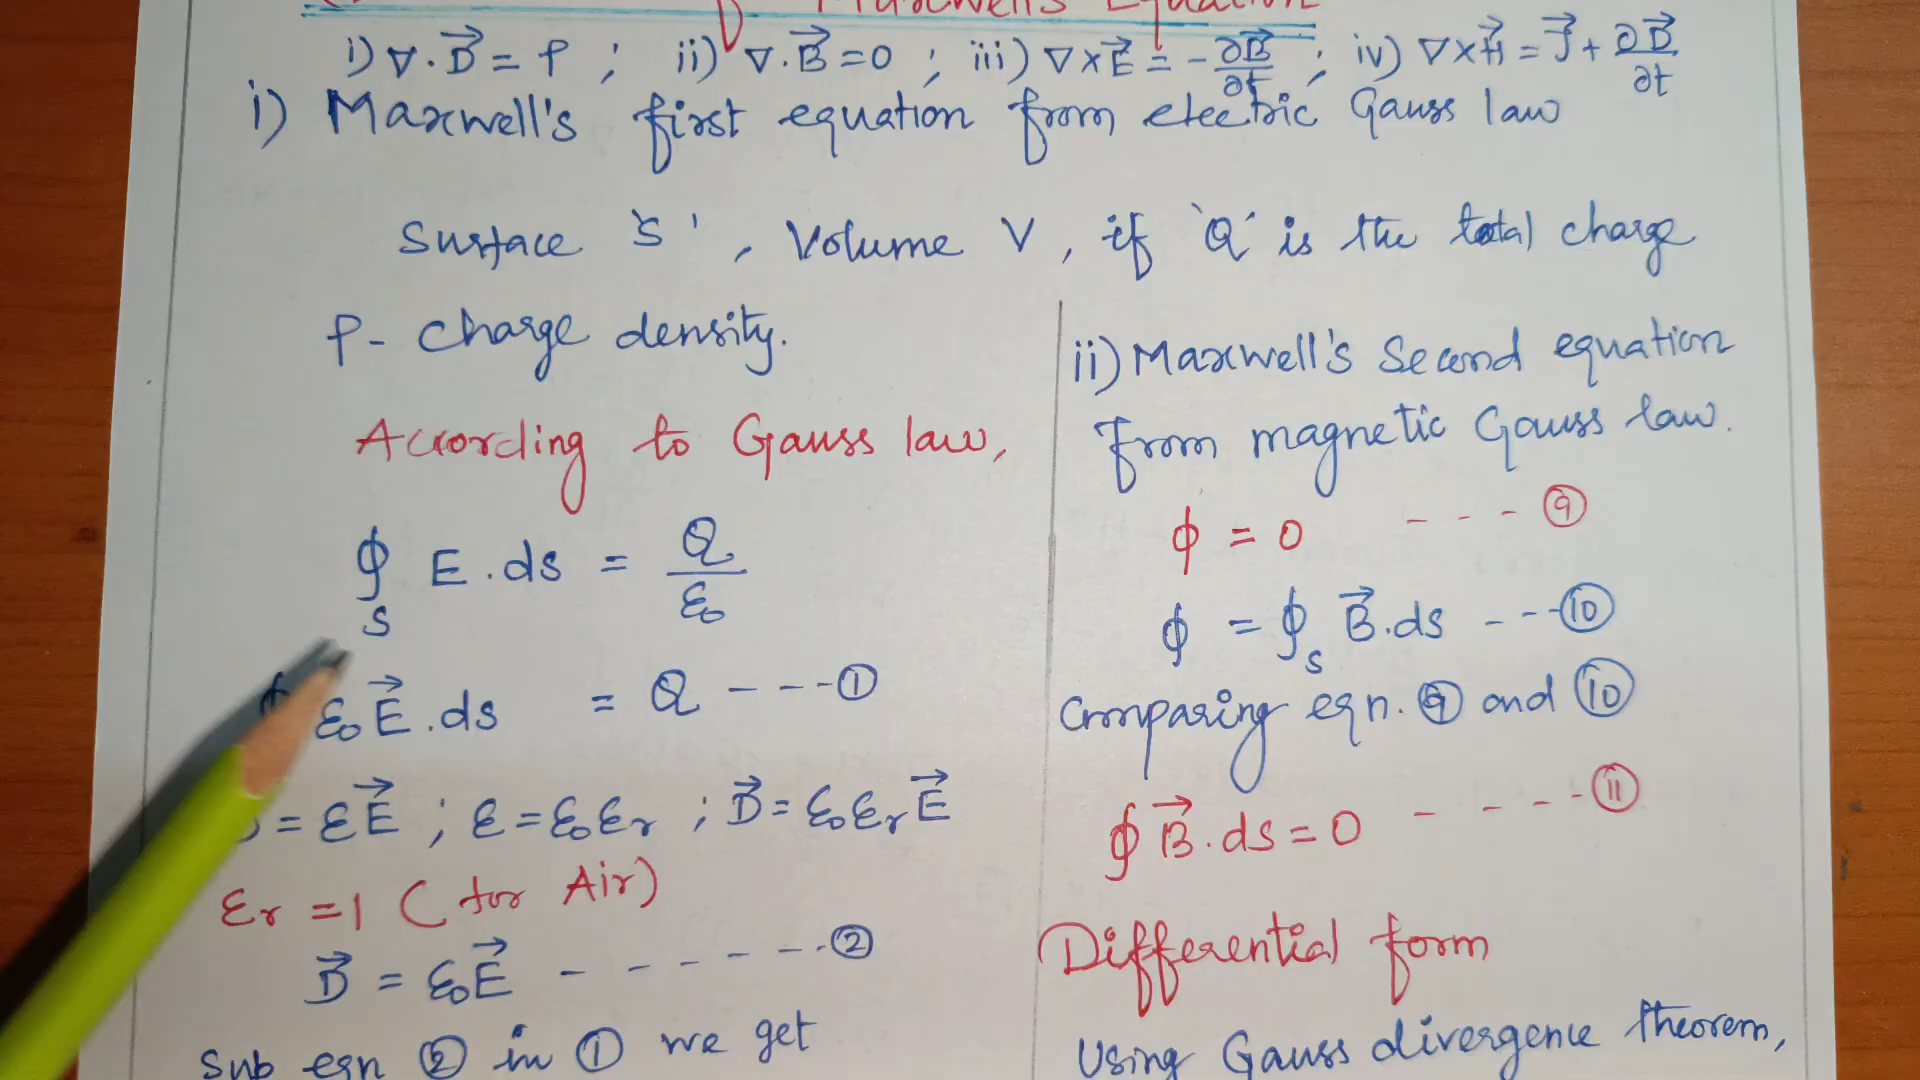 Maxwell's Equation
i) ∇.D⃗ = ρ ; ii) ∇.B⃗ = 0 ; iii) ∇×E⃗ = -∂B⃗/∂t ; iv) ∇×H⃗ = J⃗ + ∂D⃗/∂t
i) Maxwell's first equation from electric Gauss law
Surface 'S' , Volume V , if 'Q' is the total charge
ρ - charge density.
According to Gauss law,
∮S E.ds = Q/ε0
ε0E⃗.ds = Q ---①
= εE⃗ ; ε = ε0εr ; D⃗ = ε0εrE⃗
εr = 1 ( for Air)
D⃗ = ε0E⃗ ------②
Sub eqn ② in ① we get
ii) Maxwell's Second equation
from magnetic Gauss law.
ϕ = 0 ---⑨
ϕ = ∮S B⃗.ds ---⑩
Comparing eqn. ⑨ and ⑩
∮ B⃗.ds = 0 ----⑪
Differential form
Using Gauss divergence theorem,